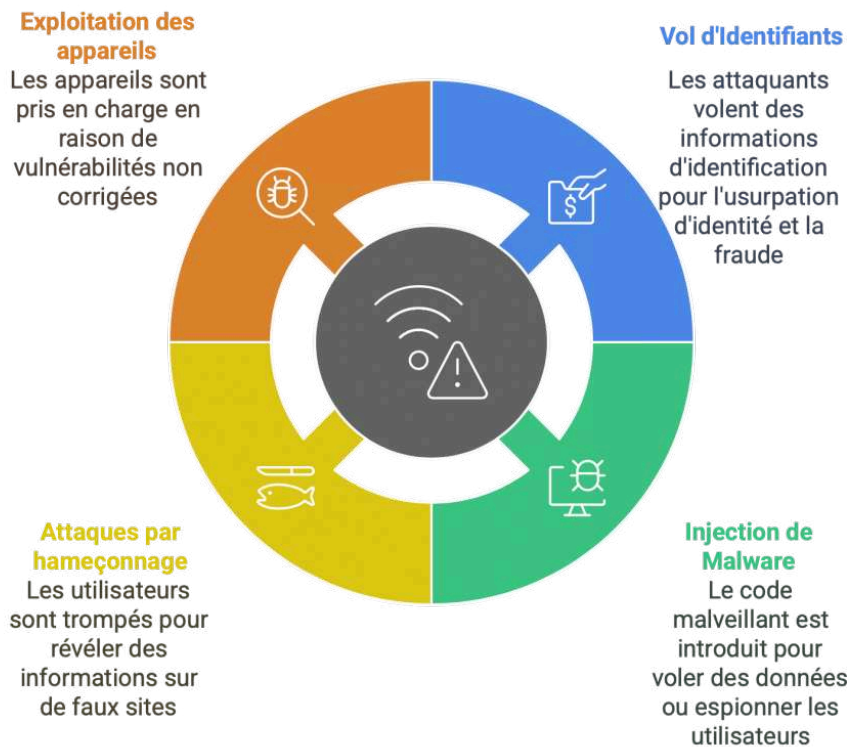 Exploitation des
appareils
Les appareils sont
pris en charge en
raison de
vulnérabilités non
corrigées
Vol d'Identifiants
Les attaquants
volent des
informations
d'identification
pour l'usurpation
d'identité et la
fraude
$
Attaques par
hameçonnage
Les utilisateurs
sont trompés pour
révéler des
informations sur
de faux sites
Injection de
Malware
Le code
malveillant est
introduit pour
voler des données
ou espionner les
utilisateurs